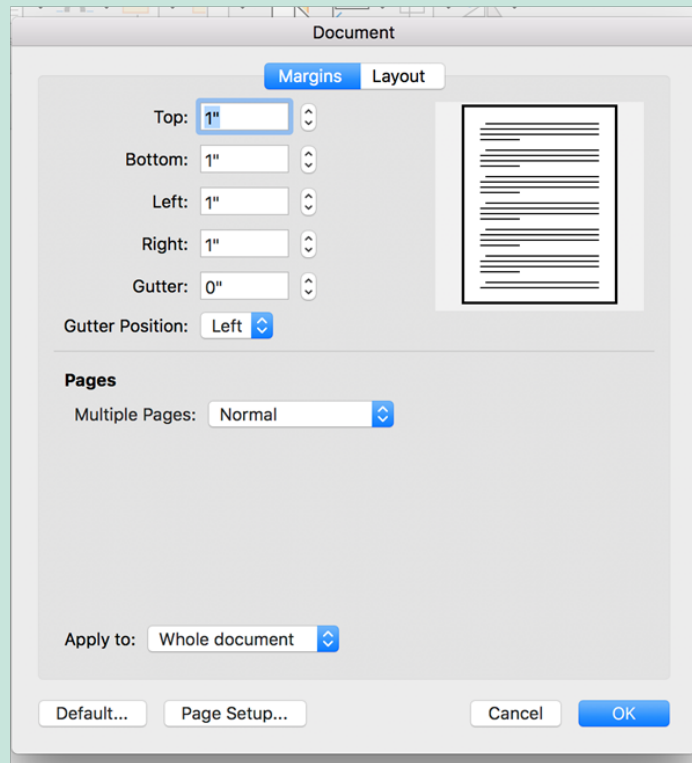 Document
Margins Layout
Top: 1"
Bottom: 1"
Left: 1"
Right: 1"
Gutter: 0"
Gutter Position: Left
Pages
Multiple Pages: Normal
Apply to: Whole document
Default... Page Setup... Cancel OK